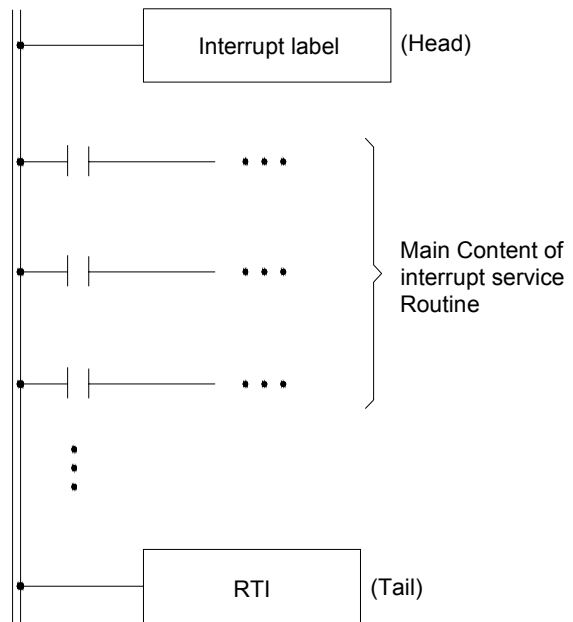 Interrupt label
(Head)
Main Content of
interrupt service
Routine
RTI
(Tail)